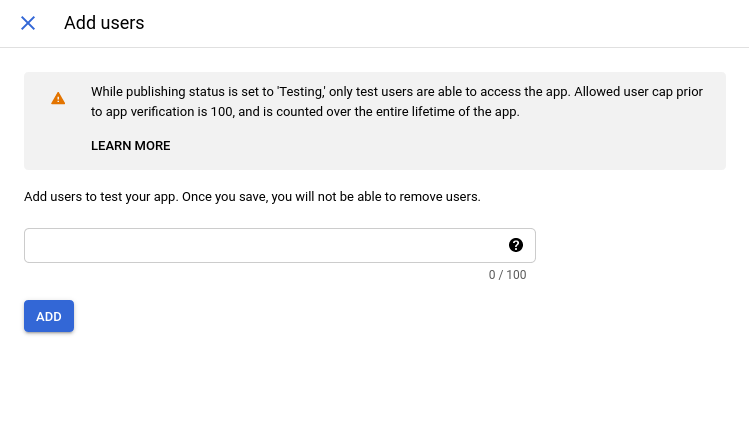 Add users
While publishing status is set to 'Testing,' only test users are able to access the app. Allowed user cap prior
to app verification is 100, and is counted over the entire lifetime of the app.
LEARN MORE
Add users to test your app. Once you save, you will not be able to remove users.
0 / 100
ADD